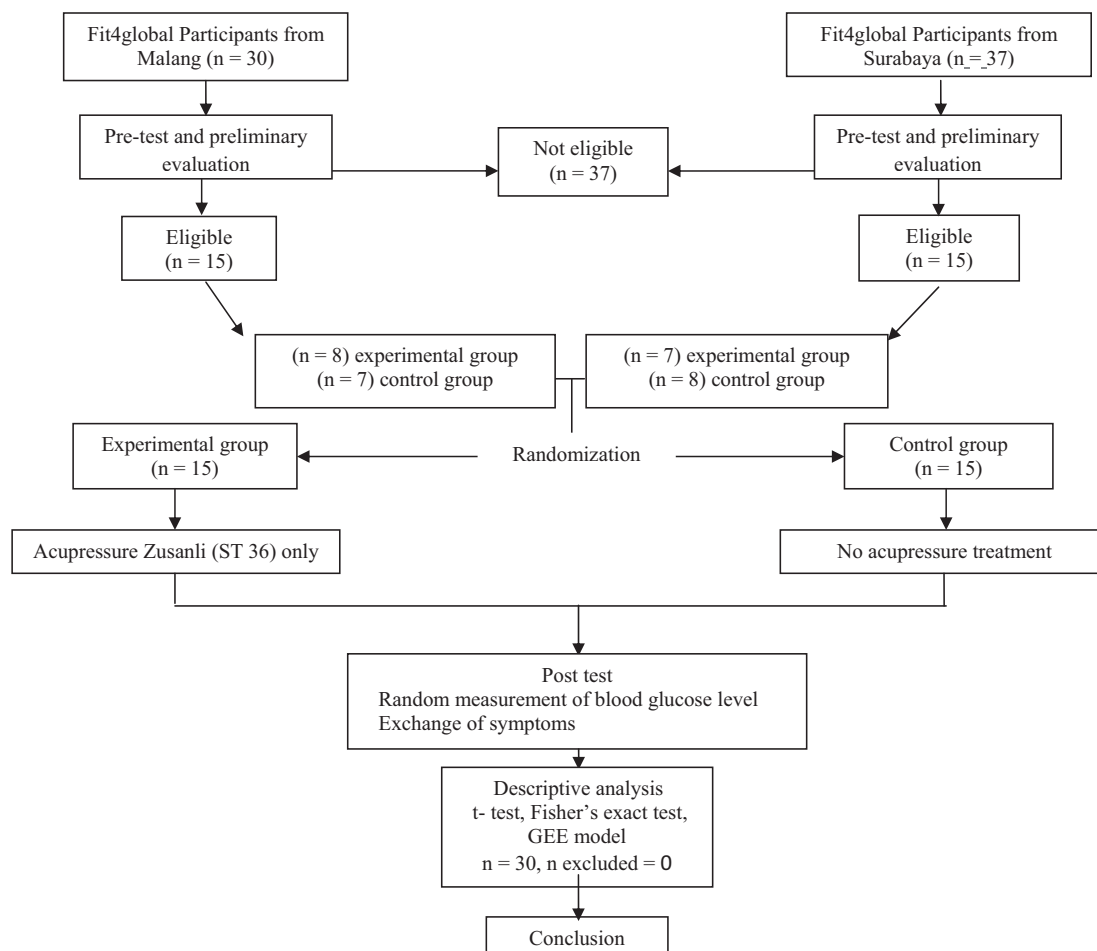 Fit4global Participants from
Malang (n = 30)
Fit4global Participants from
Surabaya (n = 37)
Pre-test and preliminary
evaluation
Not eligible
(n = 37)
Pre-test and preliminary
evaluation
Eligible
(n = 15)
Eligible
(n = 15)
(n = 8) experimental group
(n = 7) control group
(n = 7) experimental group
(n = 8) control group
Experimental group
(n = 15)
Randomization
Control group
(n = 15)
Acupressure Zusanli (ST 36) only
No acupressure treatment
Post test
Random measurement of blood glucose level
Exchange of symptoms
Descriptive analysis
t- test, Fisher’s exact test,
GEE model
n = 30, n excluded = 0
Conclusion